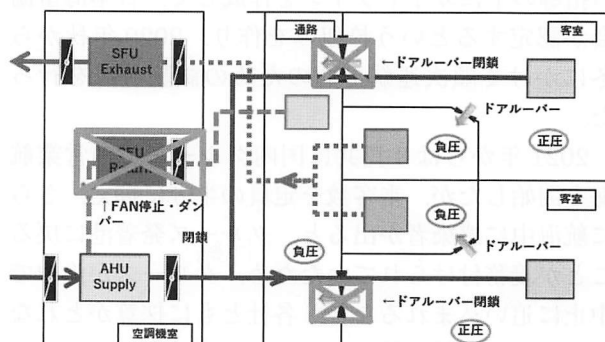 通路
客室
SFU
Exhaust
←ドアルーバー閉鎖
ドアルーバー
負圧
正圧
SFU
Return
↑FAN停止・ダン
パー
閉鎖
負圧
客室
AHU
Supply
負圧
ドアルーバー
←ドアルーバー閉鎖
空調機室
正圧